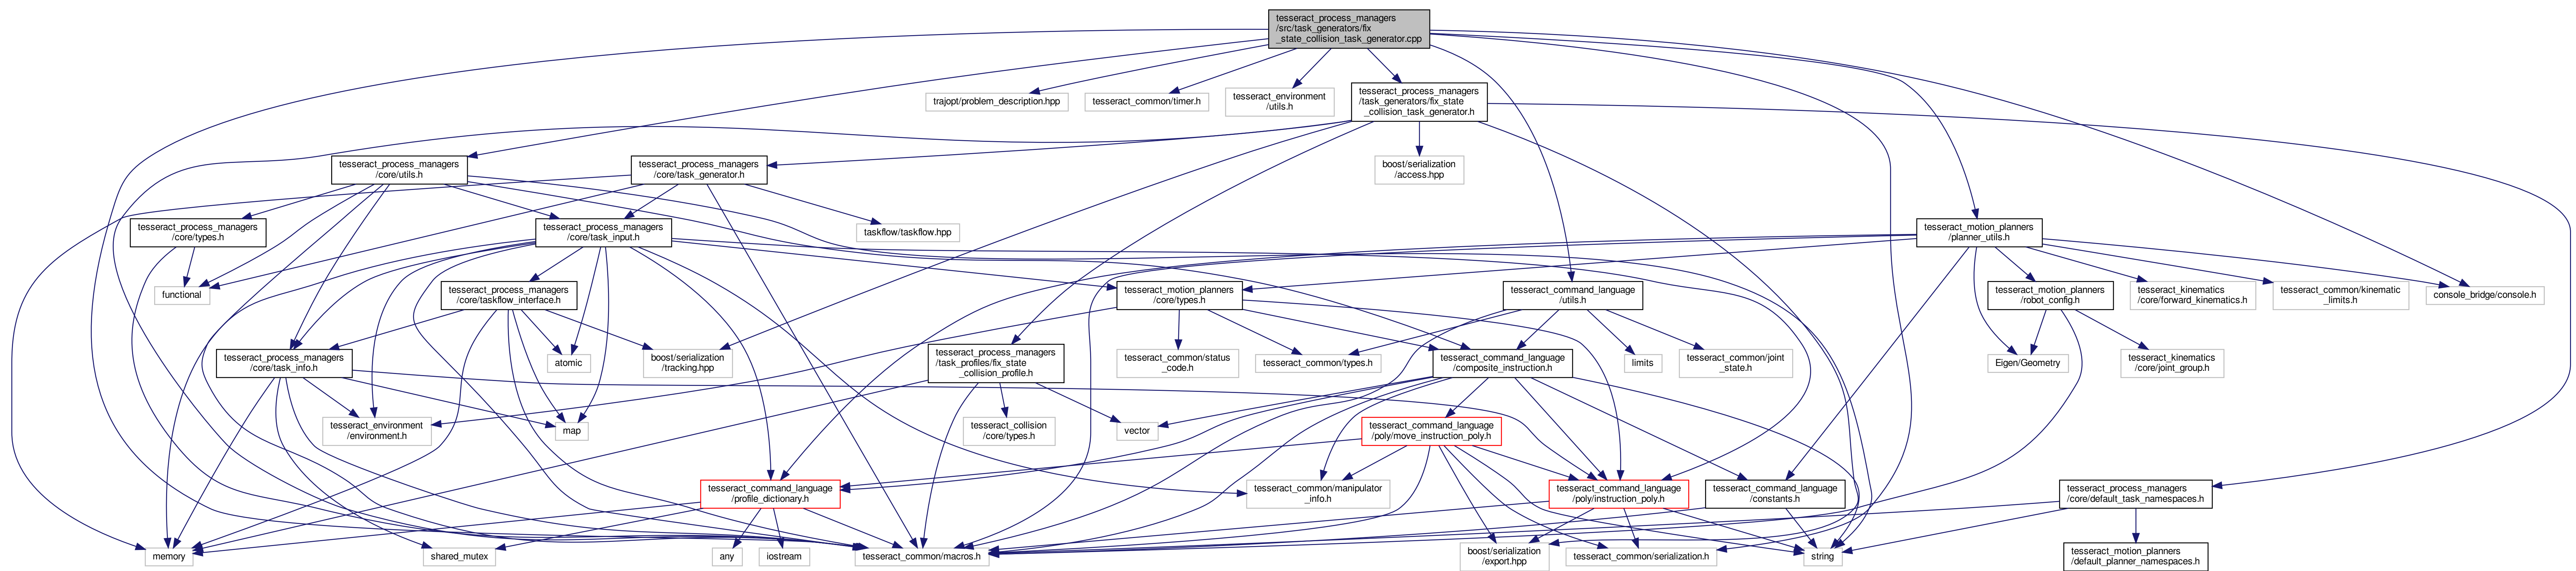 tesseract_process_managers
/src/task_generators/fix
_state_collision_task_generator.cpp
trajopt/problem_description.hpp
tesseract_common/timer.h
tesseract_environment
/utils.h
tesseract_process_managers
/task_generators/fix_state
_collision_task_generator.h
tesseract_process_managers
/core/utils.h
tesseract_process_managers
/core/task_generator.h
boost/serialization
/access.hpp
tesseract_process_managers
/core/types.h
tesseract_process_managers
/core/task_input.h
taskflow/taskflow.hpp
tesseract_motion_planners
/planner_utils.h
functional
tesseract_process_managers
/core/taskflow_interface.h
tesseract_motion_planners
/core/types.h
tesseract_command_language
/utils.h
tesseract_motion_planners
/robot_config.h
tesseract_kinematics
/core/forward_kinematics.h
tesseract_common/kinematic
_limits.h
console_bridge/console.h
tesseract_process_managers
/core/task_info.h
atomic
boost/serialization
/tracking.hpp
tesseract_process_managers
/task_profiles/fix_state
_collision_profile.h
tesseract_common/status
_code.h
tesseract_common/types.h
tesseract_command_language
/composite_instruction.h
limits
tesseract_common/joint
_state.h
Eigen/Geometry
tesseract_kinematics
/core/joint_group.h
tesseract_environment
/environment.h
map
tesseract_collision
/core/types.h
vector
tesseract_command_language
/poly/move_instruction_poly.h
tesseract_command_language
/profile_dictionary.h
tesseract_common/manipulator
_info.h
tesseract_command_language
/poly/instruction_poly.h
tesseract_command_language
/constants.h
tesseract_process_managers
/core/default_task_namespaces.h
memory
shared_mutex
any
iostream
tesseract_common/macros.h
boost/serialization
/export.hpp
tesseract_common/serialization.h
string
tesseract_motion_planners
/default_planner_namespaces.h